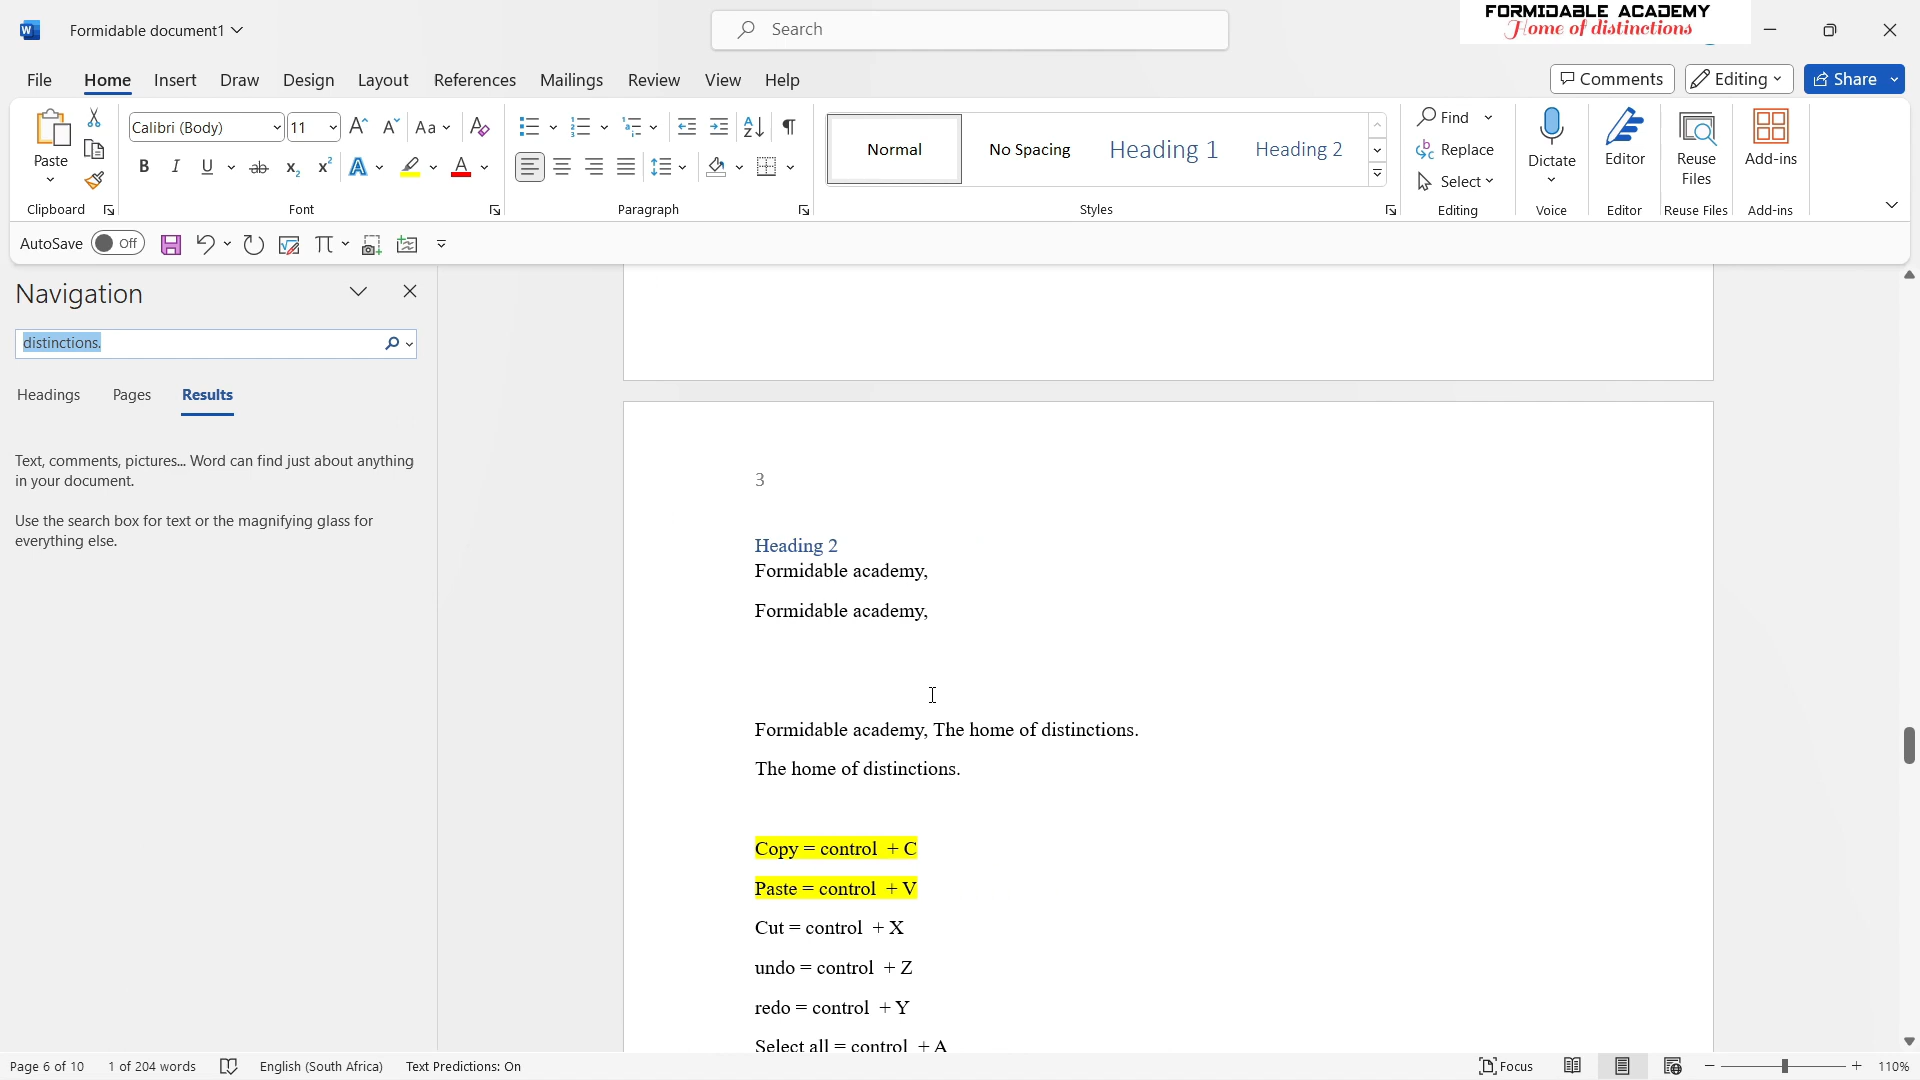 Formidable document1
Search
FORMIDABLE ACADEMY
Home of distinctions
File Home Insert Draw Design Layout References Mailings Review View Help
Comments Editing Share
Paste
Clipboard
Calibri (Body) 11
Font
Paragraph
Normal No Spacing Heading 1 Heading 2
Styles
Find
Replace
Select
Editing
Dictate
Voice
Editor
Editor
Reuse
Files
Reuse Files
Add-ins
Add-ins
AutoSave Off
Navigation
distinctions.
Headings Pages Results
Text, comments, pictures... Word can find just about anything
in your document.
Use the search box for text or the magnifying glass for
everything else.
3
Heading 2
Formidable academy,
Formidable academy,
Formidable academy, The home of distinctions.
The home of distinctions.
Copy = control + C
Paste = control + V
Cut = control + X
undo = control + Z
redo = control + Y
Select all = control + A
Page 6 of 10 1 of 204 words English (South Africa) Text Predictions: On
Focus 110%